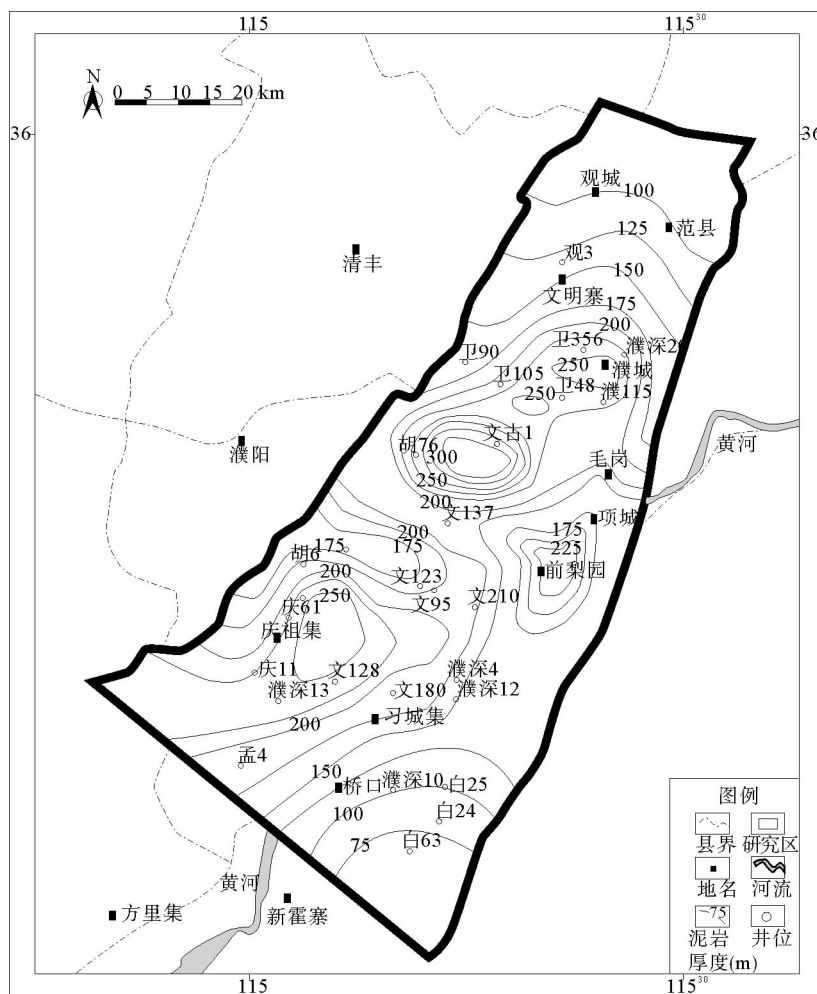 115
115 30
N
0 5 10 15 20 km
36
36
观城
100
范县
125
观3
清丰
150
文明寨
175
200
卫356
濮深2
卫90
250
濮城
卫105
250
卫48
濮115
文古1
胡76
300
濮阳
黄河
毛岗
250
200
文137
项城
200
175
175
175
胡6
225
200
文123
前梨园
250
文95
文210
庆61
庆祖集
庆11
文128
濮深4
濮深13
文180
濮深12
200
习城集
孟4
150
桥口
濮深10
白25
100
白24
75
白63
黄河
方里集
新霍寨
图例
县界
研究区
地名
河流
75
泥岩
厚度(m)
井位
115
115 30